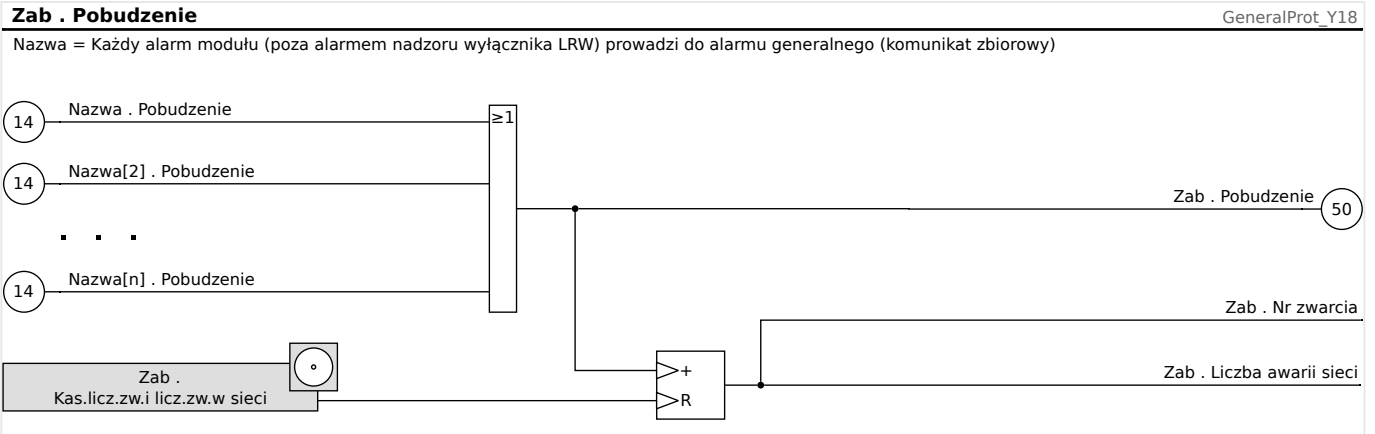 Zab . Pobudzenie
GeneralProt_Y18
Nazwa = Każdy alarm modułu (poza alarmem nadzoru wyłącznika LRW) prowadzi do alarmu generalnego (komunikat zbiorowy)
14
Nazwa . Pobudzenie
≥1
14
Nazwa[2] . Pobudzenie
Zab . Pobudzenie
50
. . .
14
Nazwa[n] . Pobudzenie
Zab . Nr zwarcia
Zab .
Kas.licz.zw.i licz.zw.w sieci
+
R
Zab . Liczba awarii sieci